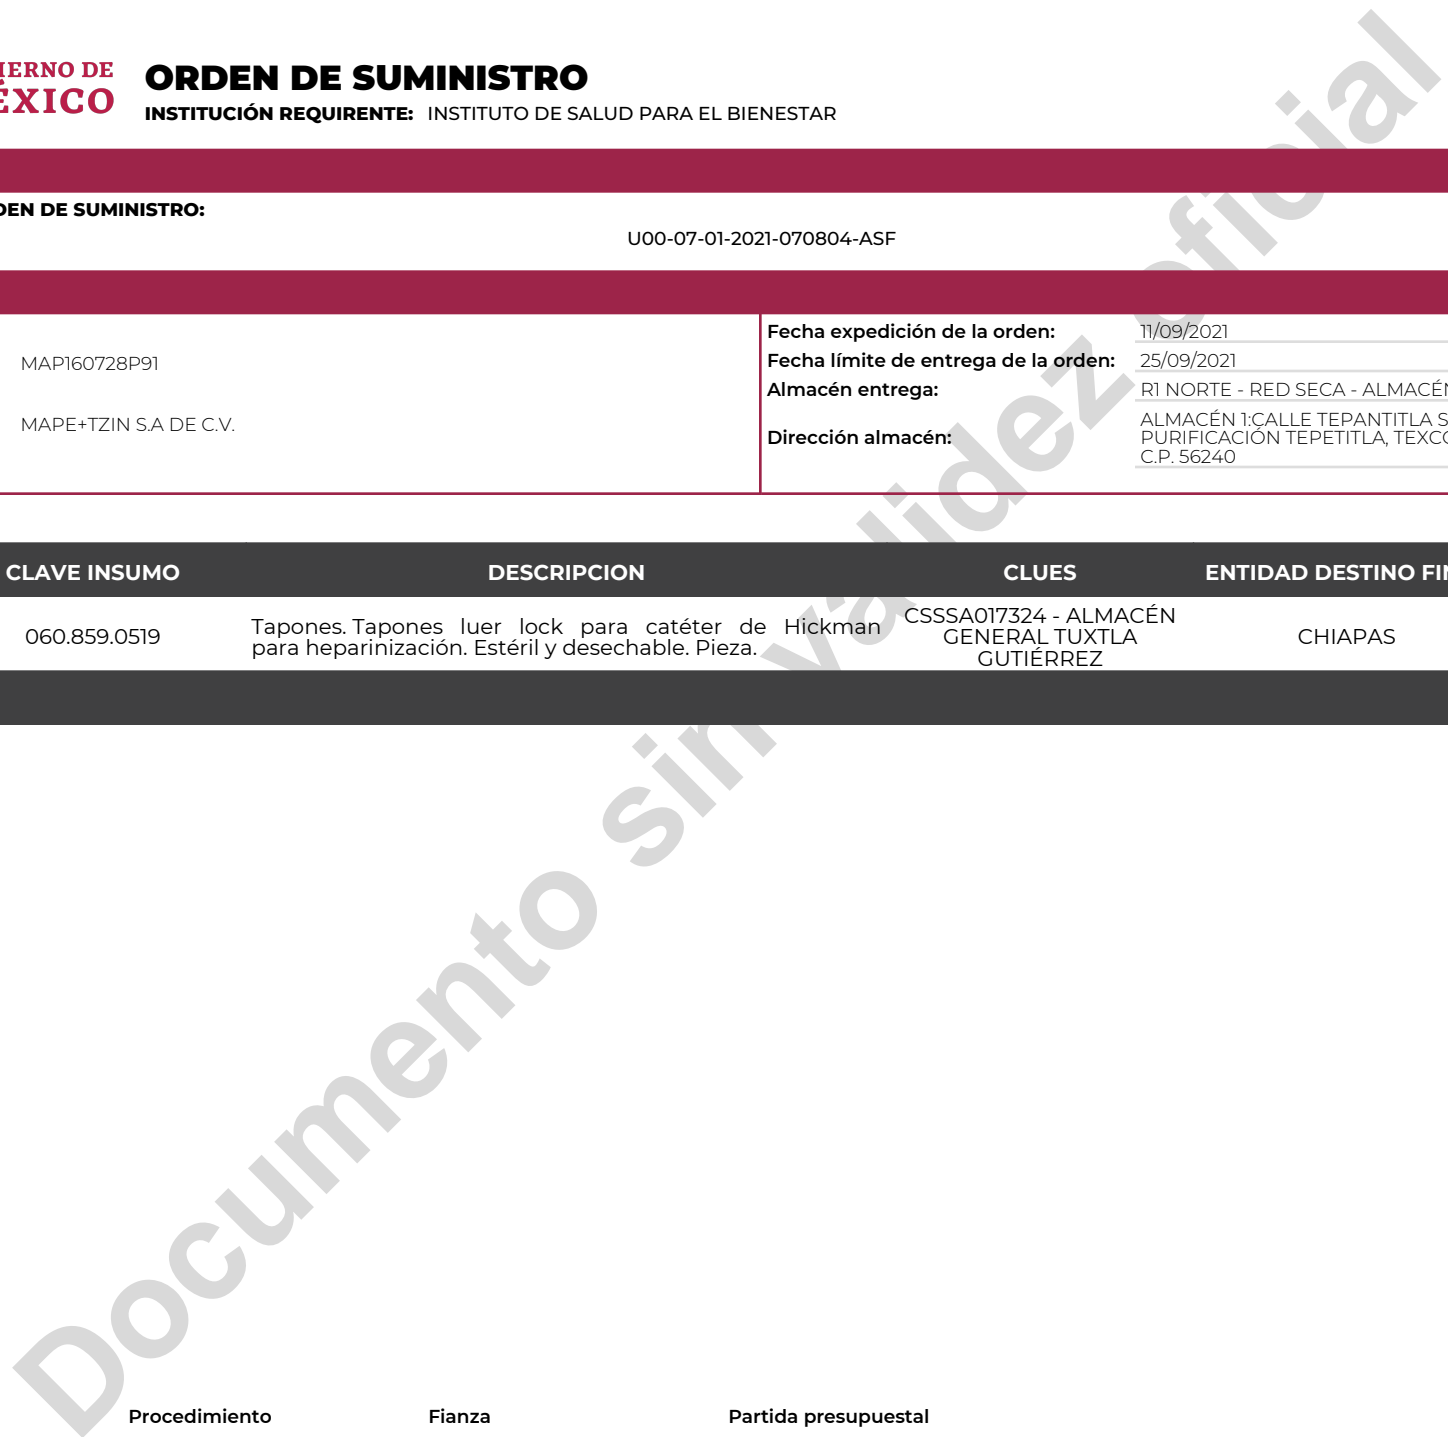 IERNO DE
ÉXICO
ORDEN DE SUMINISTRO
INSTITUCIÓN REQUIRENTE: INSTITUTO DE SALUD PARA EL BIENESTAR
DEN DE SUMINISTRO:
U00-07-01-2021-070804-ASF
MAP160728P91
MAPE+TZIN S.A DE C.V.
Fecha expedición de la orden: 11/09/2021
Fecha límite de entrega de la orden: 25/09/2021
Almacén entrega: R1 NORTE - RED SECA - ALMACÉN
Dirección almacén: ALMACÉN 1:CALLE TEPANTITLA S
PURIFICACIÓN TEPETITLA, TEXCO
C.P. 56240
CLAVE INSUMO DESCRIPCION CLUES ENTIDAD DESTINO FIN
060.859.0519
Tapones. Tapones luer lock para catéter de Hickman
para heparinización. Estéril y desechable. Pieza.
CSSSA017324 - ALMACÉN
GENERAL TUXTLA
GUTIÉRREZ
CHIAPAS
Documento sin validez oficial
Procedimiento Fianza Partida presupuestal